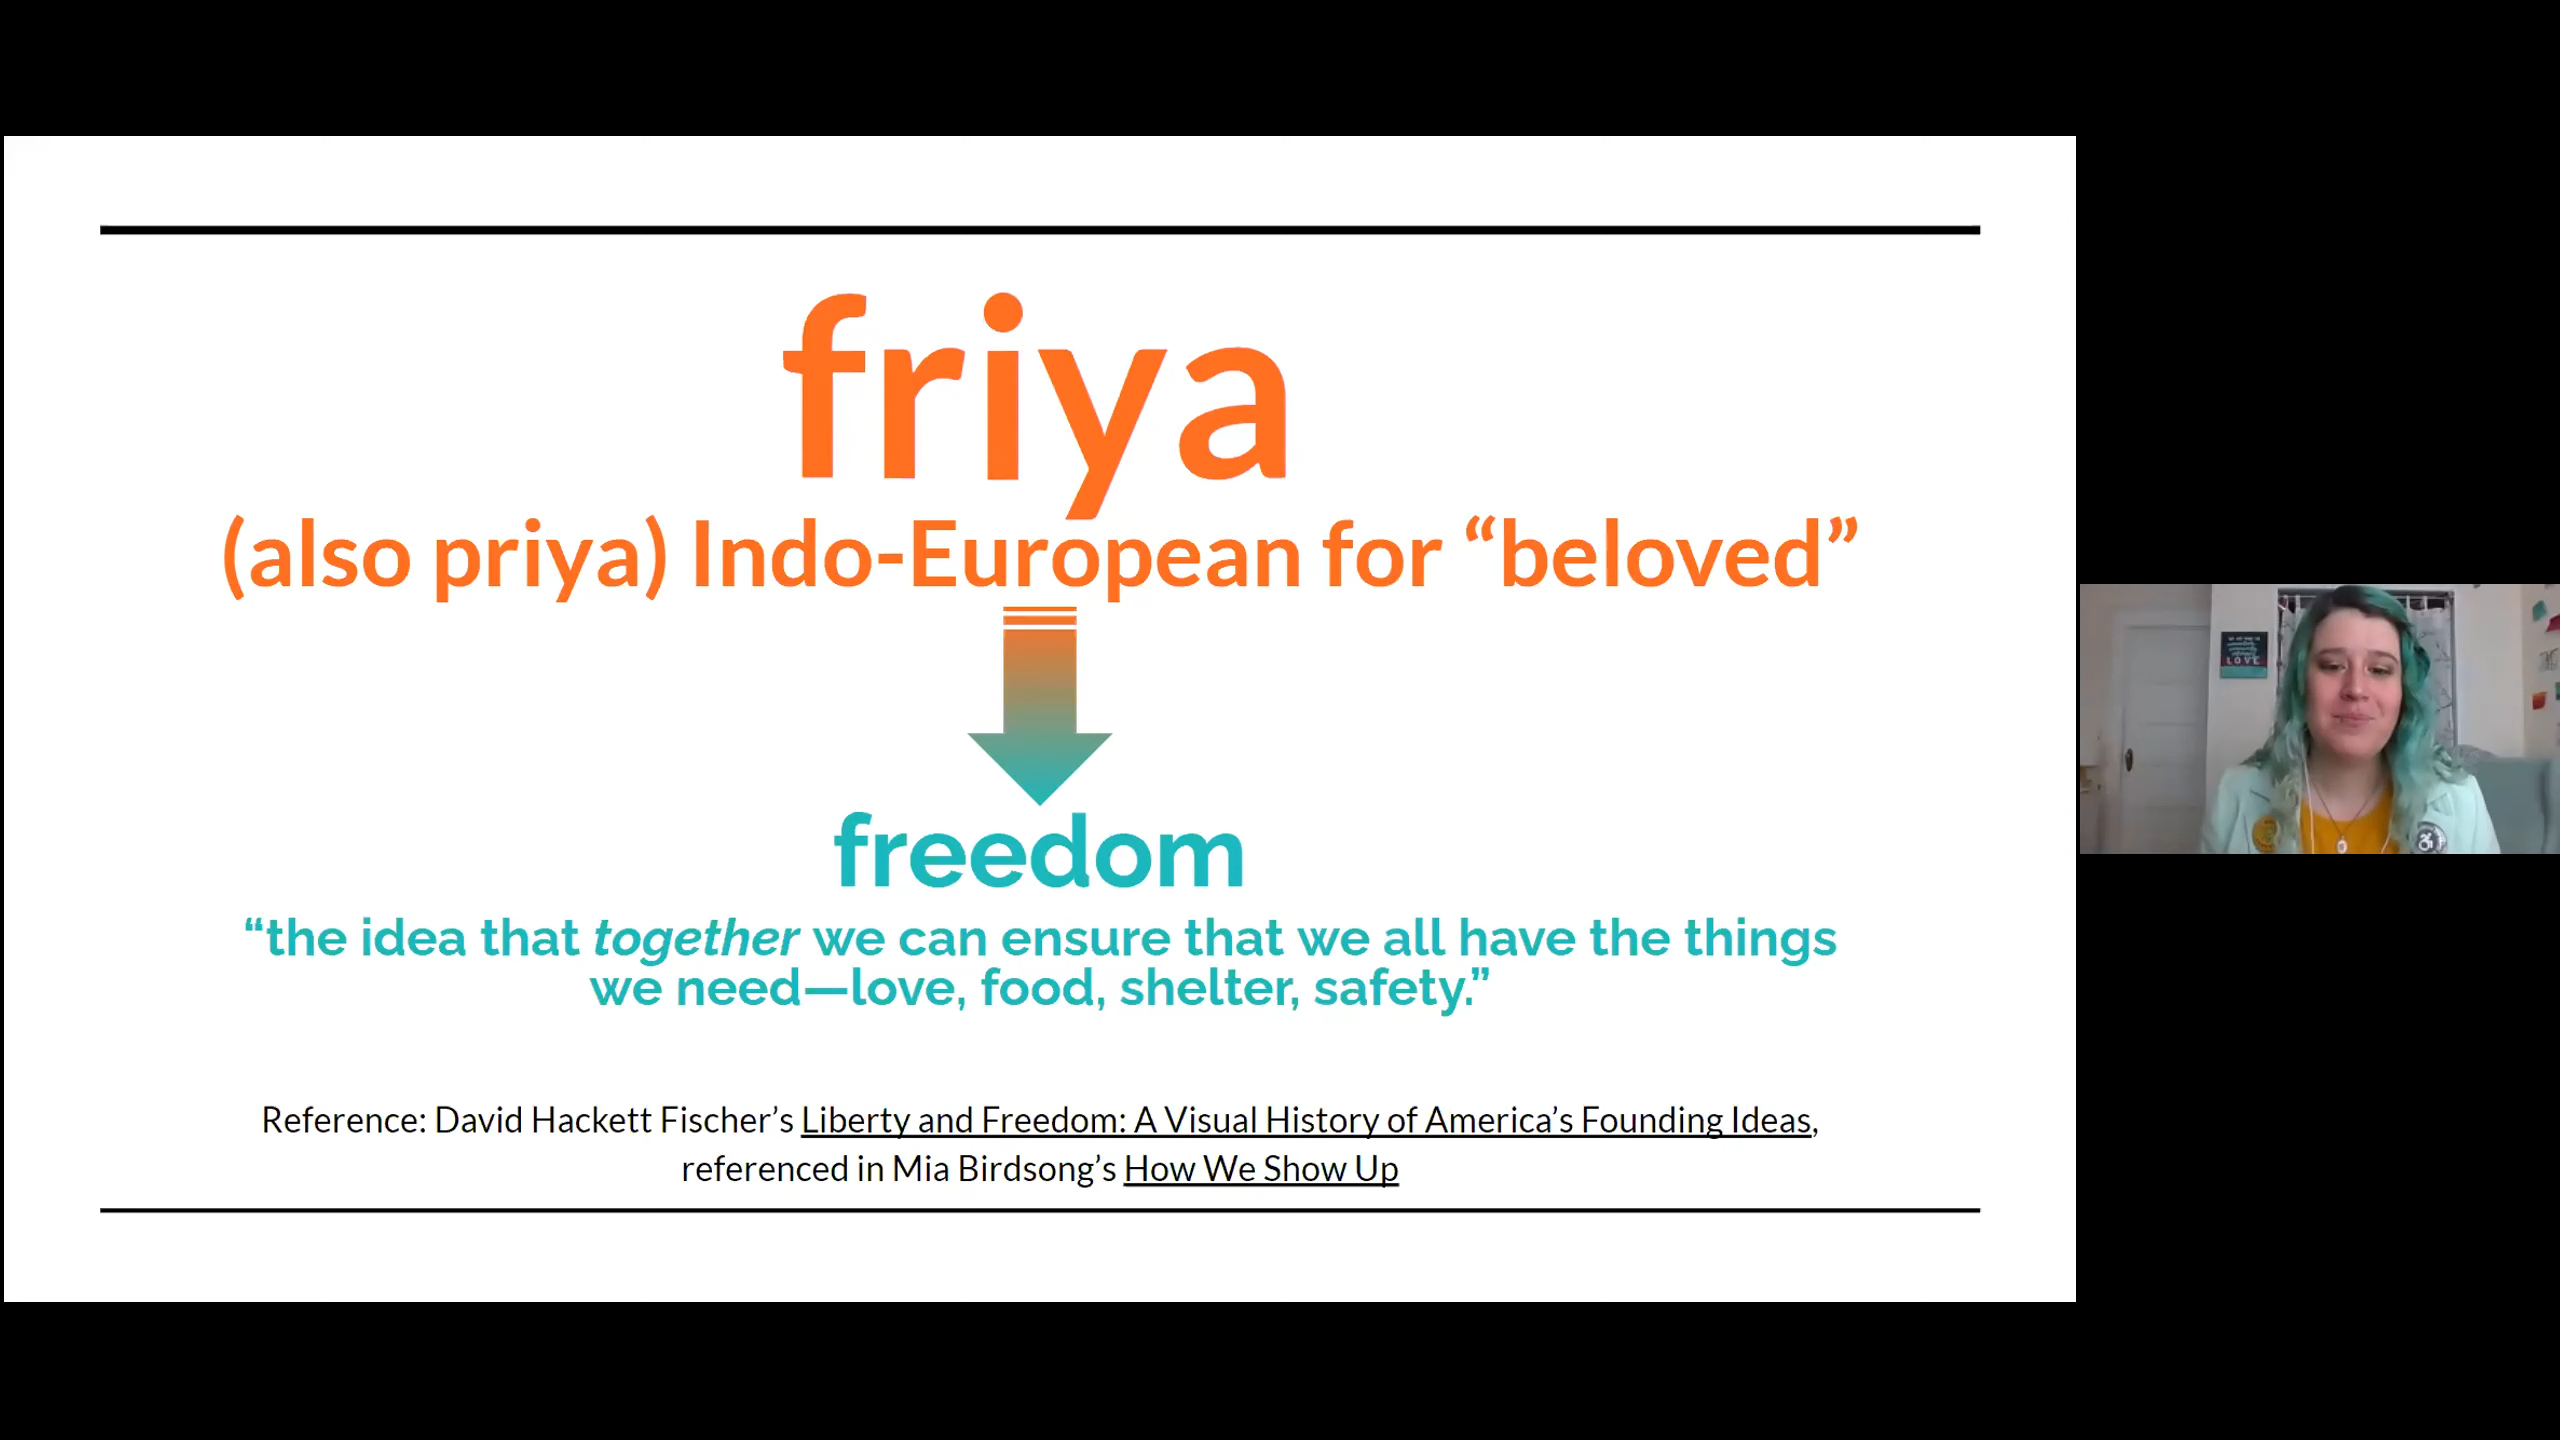 friya
(also priya) Indo-European for “beloved”
freedom
“the idea that together we can ensure that we all have the things
we need—love, food, shelter, safety.”
Reference: David Hackett Fischer’s Liberty and Freedom: A Visual History of America’s Founding Ideas,
referenced in Mia Birdsong’s How We Show Up
LOVE